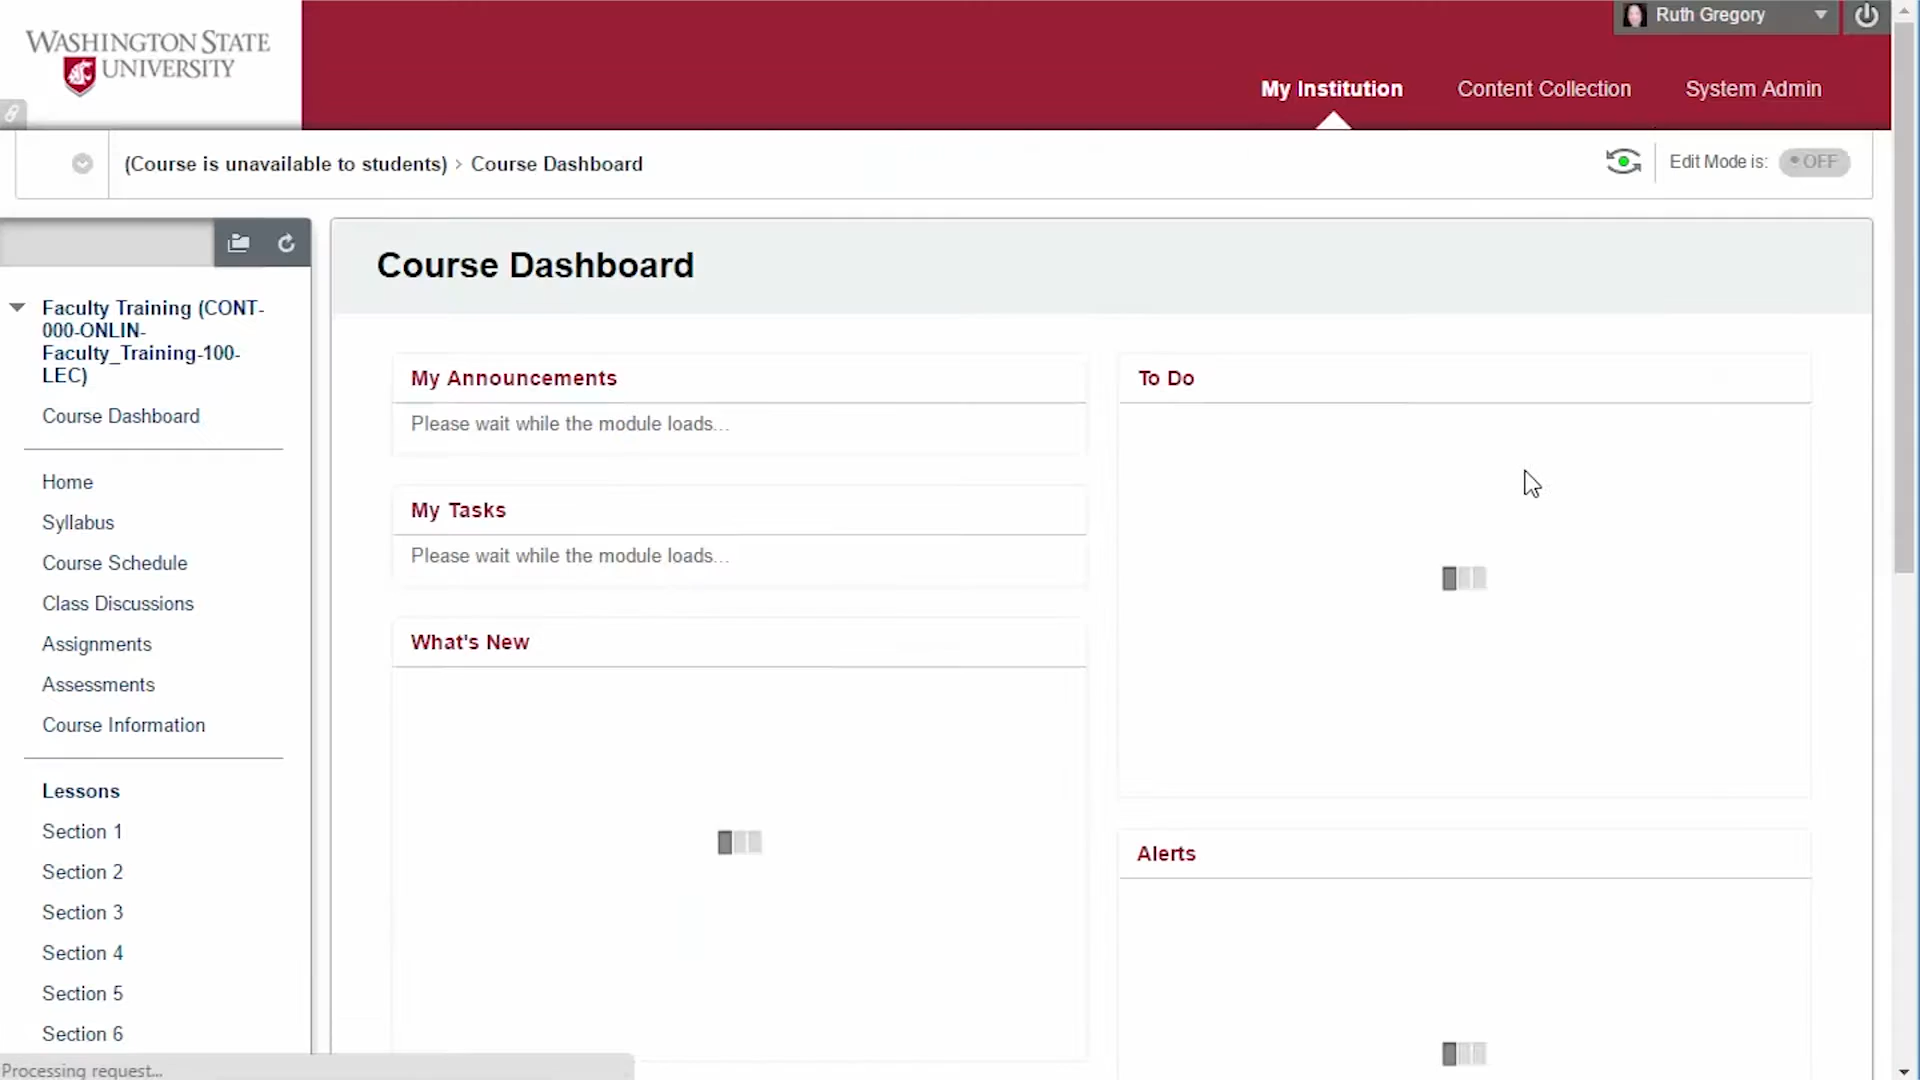 WASHINGTON STATE
UNIVERSITY
Ruth Gregory
My Institution
Content Collection
System Admin
(Course is unavailable to students) > Course Dashboard
Edit Mode is:
OFF
Faculty Training (CONT-
000-ONLIN-
Faculty_Training-100-
LEC)
Course Dashboard
Home
Syllabus
Course Schedule
Class Discussions
Assignments
Assessments
Course Information
Lessons
Section 1
Section 2
Section 3
Section 4
Section 5
Section 6
Course Dashboard
My Announcements
Please wait while the module loads...
My Tasks
Please wait while the module loads...
What's New
To Do
Alerts
Processing request...